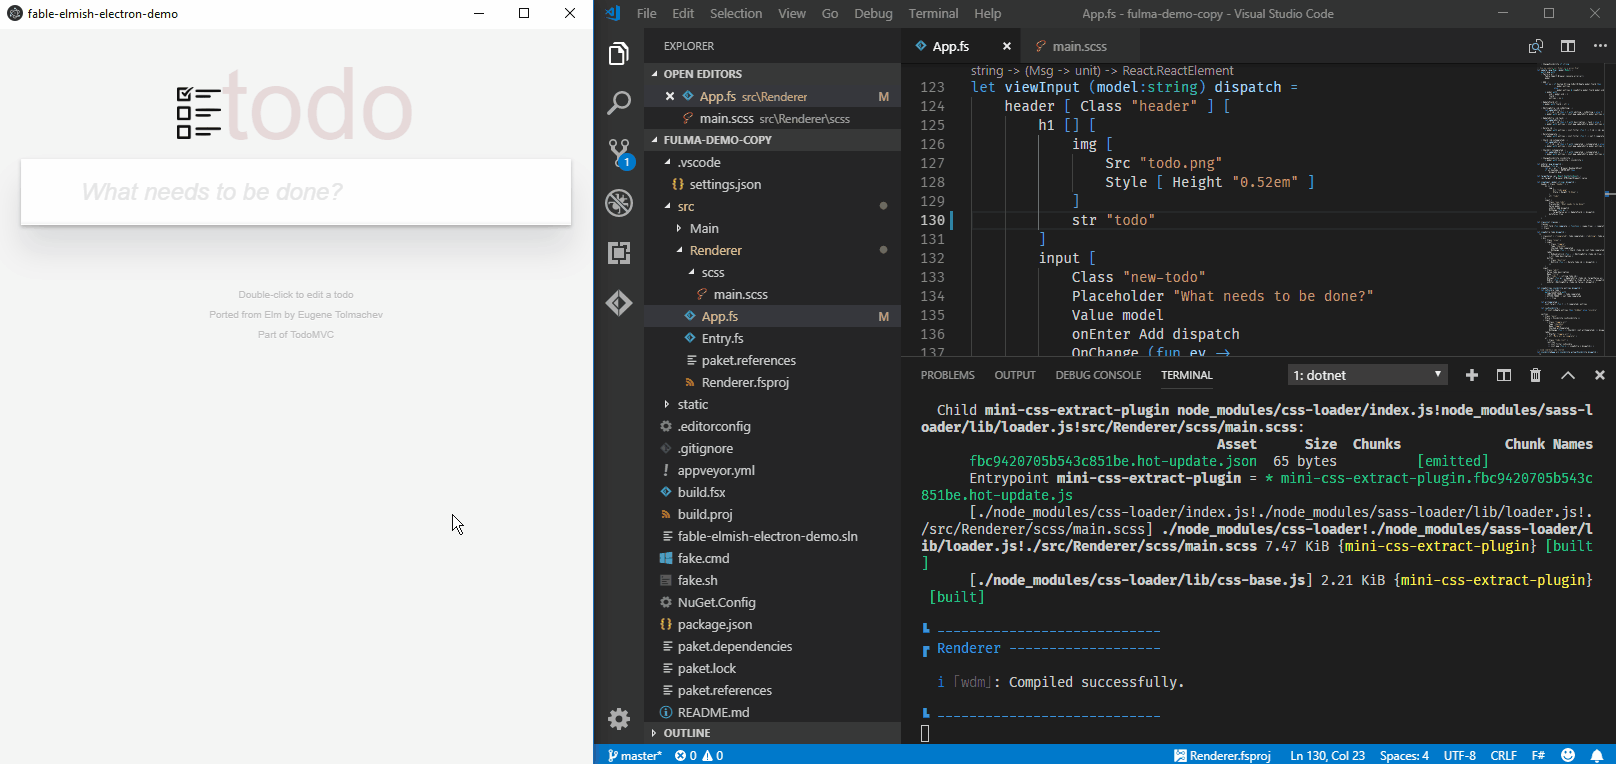 fable-elmish-electron-demo
todo
What needs to be done?
Double-click to edit a todo
Ported from Elm by Eugene Tolmachev
Part of TodoMVC
File Edit Selection View Go Debug Terminal Help
App.fs - fulma-demo-copy - Visual Studio Code
EXPLORER
OPEN EDITORS
App.fs src\Renderer M
main.scss src\Renderer\scss
FULMA-DEMO-COPY
.vscode
{} settings.json
src
Main
Renderer
scss
main.scss
App.fs M
Entry.fs
paket.references
Renderer.fsproj
static
.editorconfig
.gitignore
! appveyor.yml
build.fsx
build.proj
fable-elmish-electron-demo.sln
fake.cmd
fake.sh
NuGet.Config
{} package.json
paket.dependencies
paket.lock
paket.references
README.md
OUTLINE
1
App.fs
main.scss
string -> (Msg -> unit) -> React.ReactElement
123 let viewInput (model:string) dispatch =
124 header [ Class "header" ] [
125 h1 [] [
126 img [
127 Src "todo.png"
128 Style [ Height "0.52em" ]
129 ]
130 str "todo"
131 ]
132 input [
133 Class "new-todo"
134 Placeholder "What needs to be done?"
135 Value model
136 onEnter Add dispatch
137 OnChange (fun ev →
PROBLEMS OUTPUT DEBUG CONSOLE TERMINAL
1: dotnet
Child mini-css-extract-plugin node_modules/css-loader/index.js!node_modules/sass-l
oader/lib/loader.js!src/Renderer/scss/main.scss:
Asset Size Chunks Chunk Names
fbc9420705b543c851be.hot-update.json 65 bytes [emitted]
Entrypoint mini-css-extract-plugin = * mini-css-extract-plugin.fbc9420705b543c
851be.hot-update.js
[./node_modules/css-loader/index.js!./node_modules/sass-loader/lib/loader.js!.
/src/Renderer/scss/main.scss] ./node_modules/css-loader!./node_modules/sass-loader/l
ib/loader.js!./src/Renderer/scss/main.scss 7.47 KiB {mini-css-extract-plugin} [built
]
[./node_modules/css-loader/lib/css-base.js] 2.21 KiB {mini-css-extract-plugin}
[built]
┗ ----------------------------
┏ Renderer -------------------
i ｢wdm｣: Compiled successfully.
┗ ----------------------------
master* 0 0
Renderer.fsproj Ln 130, Col 23 Spaces: 4 UTF-8 CRLF F#